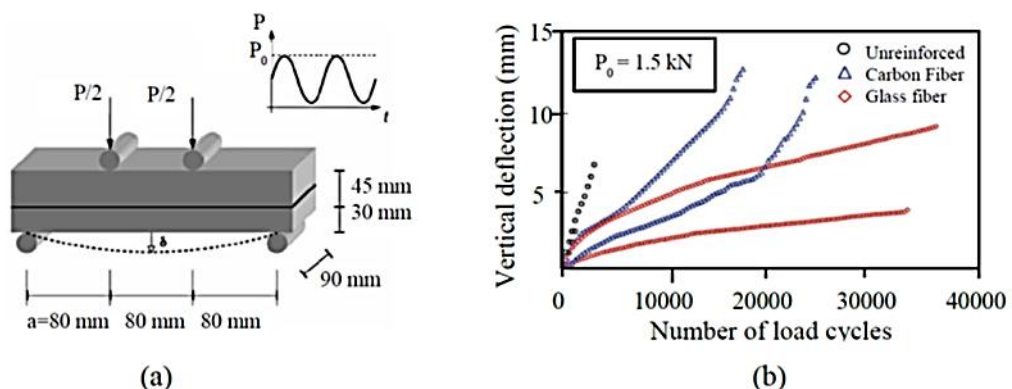 P
P₀
t
P/2 P/2
45 mm
30 mm
δ
90 mm
a=80 mm 80 mm 80 mm
(a)
15
10
5
0 10000 20000 30000 40000
Vertical deflection (mm)
Number of load cycles
P₀ = 1.5 kN
Unreinforced
Carbon Fiber
Glass fiber
(b)